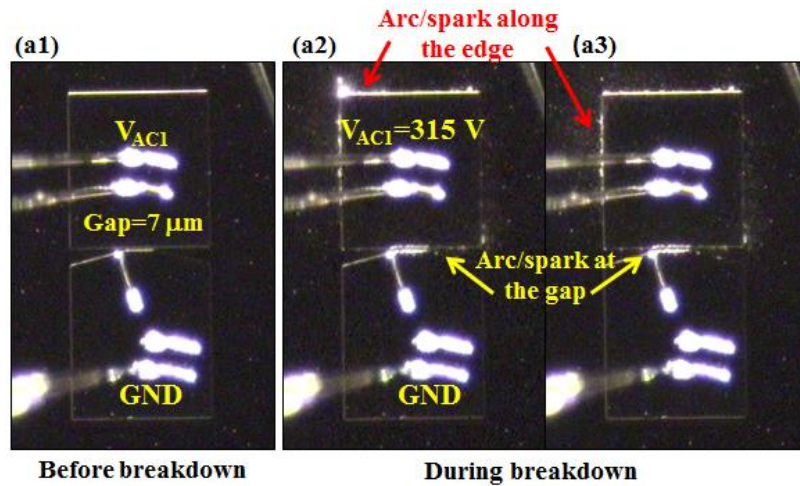 Arc/spark along
the edge
(a1)
(a2)
(a3)
V_AC1
V_AC1=315 V
Gap=7 μm
Arc/spark at
the gap
GND
GND
Before breakdown
During breakdown